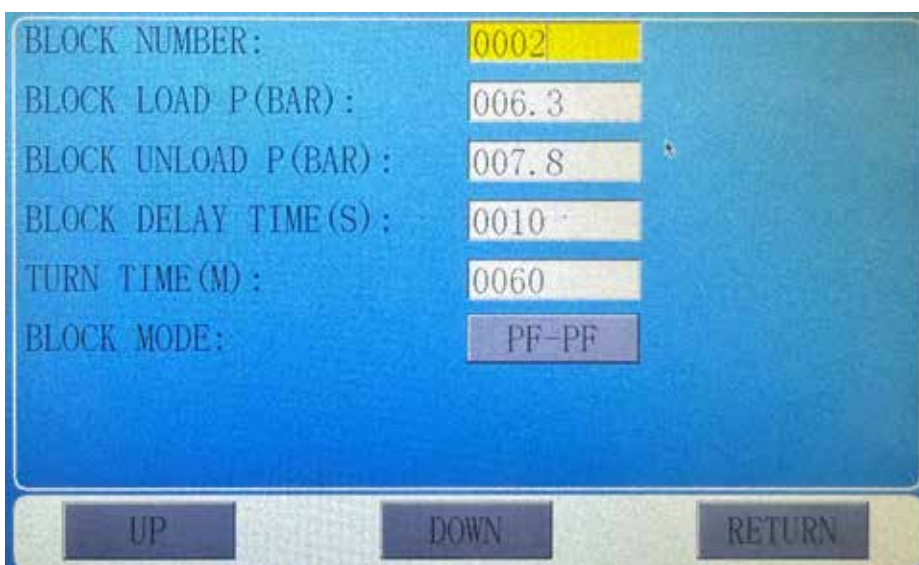 BLOCK NUMBER: 0002
BLOCK LOAD P(BAR): 006.3
BLOCK UNLOAD P(BAR): 007.8
BLOCK DELAY TIME(S): 0010
TURN TIME(M): 0060
BLOCK MODE: PF-PF
UP DOWN RETURN